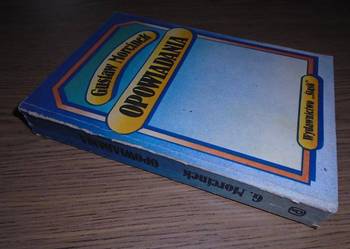 Gustaw Morcinek
OPOWIADANIA
Wydawnictwo „Śląsk”
G. Morcinek
OPOWIADANIA